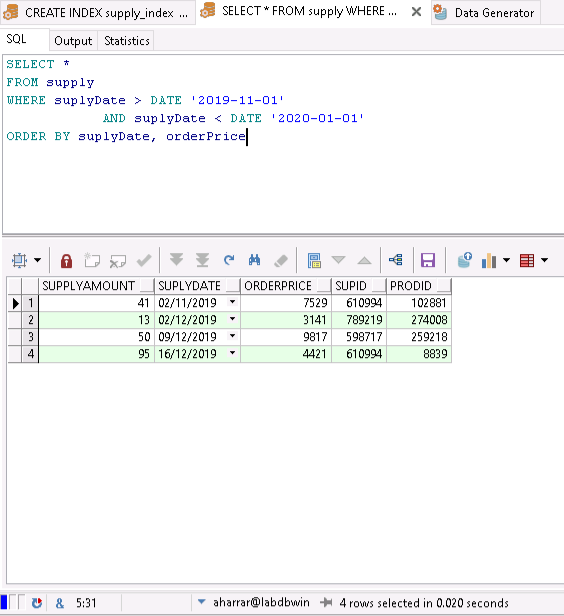 CREATE INDEX supply_index ... SELECT * FROM supply WHERE ... Data Generator
SQL Output Statistics
SELECT *
FROM supply
WHERE suplyDate > DATE '2019-11-01'
AND suplyDate < DATE '2020-01-01'
ORDER BY suplyDate, orderPrice
SUPPLYAMOUNT SUPLYDATE ORDERPRICE SUPID PRODID
1 41 02/11/2019 7529 610994 102881
2 13 02/12/2019 3141 789219 274008
3 50 09/12/2019 9817 598717 259218
4 95 16/12/2019 4421 610994 8839
& 5:31 aharrar@labdbwin 4 rows selected in 0.020 seconds